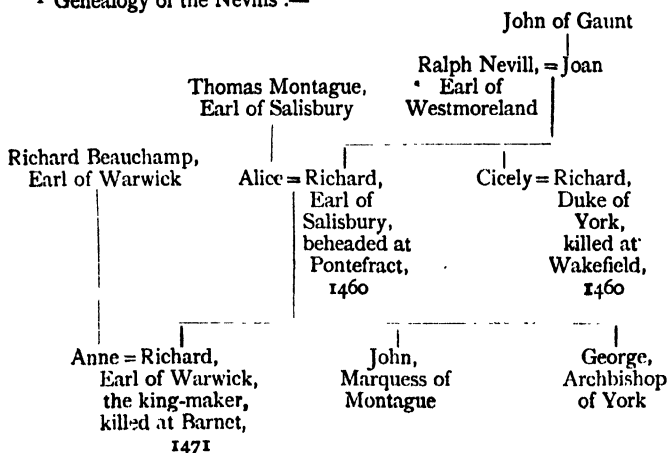 Genealogy of the Nevills :—
John of Gaunt
Ralph Nevill, = Joan
Earl of
Westmoreland
Thomas Montague,
Earl of Salisbury
Richard Beauchamp,
Earl of Warwick
Alice = Richard,
Earl of
Salisbury,
beheaded at
Pontefract,
1460
Cicely = Richard,
Duke of
York,
killed at
Wakefield,
1460
Anne = Richard,
Earl of Warwick,
the king-maker,
killed at Barnet,
1471
John,
Marquess of
Montague
George,
Archbishop
of York